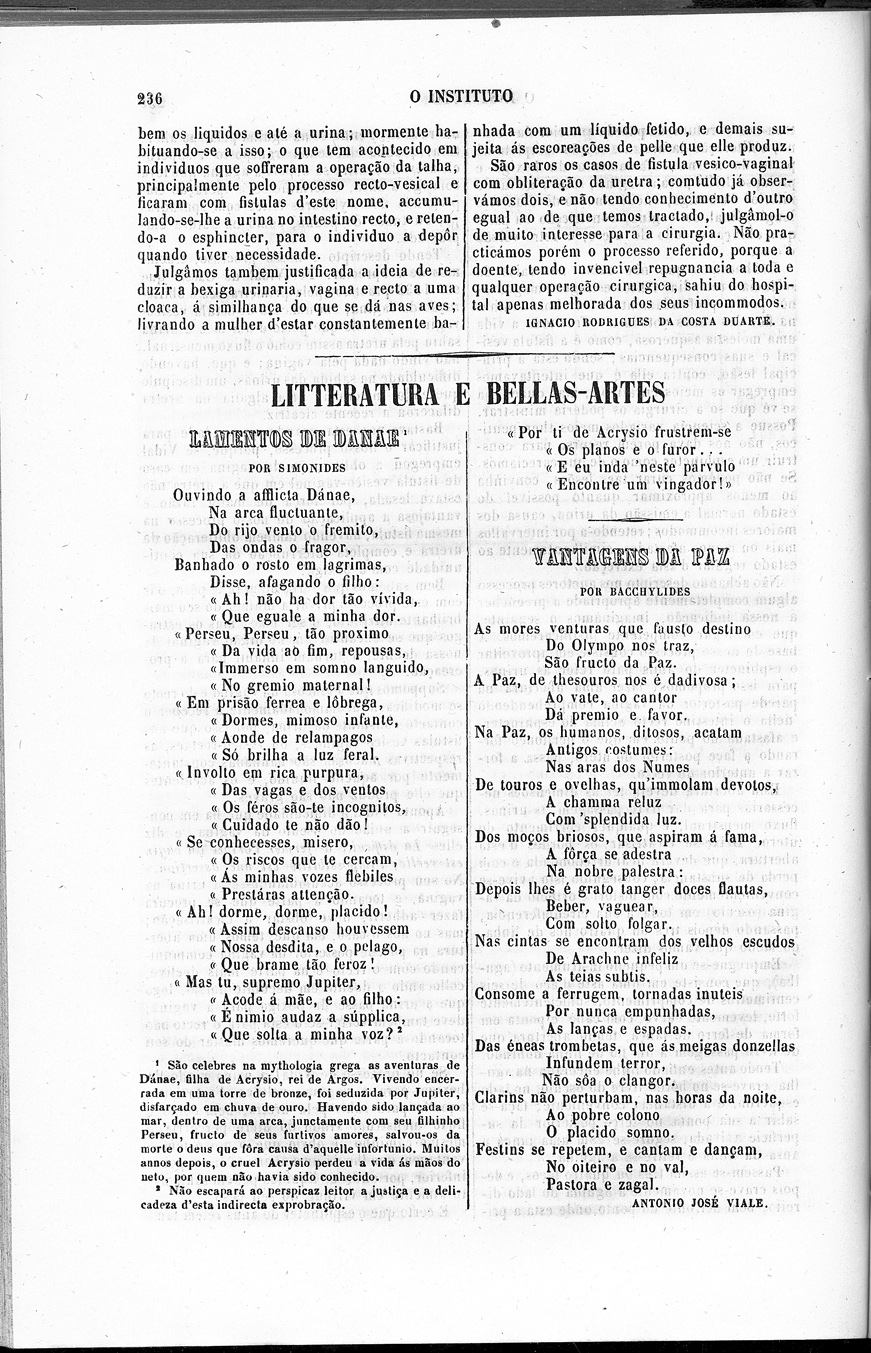 236
O INSTITUTO
bem os liquidos e até a urina; mormente ha-
bituando-se a isso; o que tem acontecido em
individuos que soffreram a operação da talha,
principalmente pelo processo recto-vesical e
ficaram com fistulas d'este nome, accumu-
lando-se-lhe a urina no intestino recto, e reten-
do-a o esphincter, para o individuo a depôr
quando tiver necessidade.
Julgâmos tambem justificada a ideia de re-
duzir a bexiga urinaria, vagina e recto a uma
cloaca, á similhança do que se dá nas aves;
livrando a mulher d'estar constantemente ba-
nhada com um líquido fetido, e demais su-
jeita ás escoreações de pelle que elle produz.
São raros os casos de fistula vesico-vaginal
com obliteração da uretra; comtudo já obser-
vámos dois, e não tendo conhecimento d'outro
egual ao de que temos tractado, julgâmol-o
de muito interesse para a cirurgia. Não pra-
cticámos porém o processo referido, porque a
doente, tendo invencivel repugnancia a toda e
qualquer operação cirurgica, sahiu do hospi-
tal apenas melhorada dos seus incommodos.
IGNACIO RODRIGUES DA COSTA DUARTE.
LITTERATURA E BELLAS-ARTES
LAMENTOS DE DANAE ¹
POR SIMONIDES
Ouvindo a afflicta Dánae,
Na arca fluctuante,
Do rijo vento o fremito,
Das ondas o fragor,
Banhado o rosto em lagrimas,
Disse, afagando o filho:
«Ah! não ha dor tão vívida,
«Que eguale a minha dor.
«Perseu, Perseu, tão proximo
«Da vida ao fim, repousas,
«Immerso em somno languido,
«No gremio maternal!
«Em prisão ferrea e lôbrega,
«Dormes, mimoso infante,
«Aonde de relampagos
«Só brilha a luz feral.
«Involto em rica purpura,
«Das vagas e dos ventos
«Os féros são-te incognitos,
«Cuidado te não dão!
«Se conhecesses, misero,
«Os riscos que te cercam,
«Ás minhas vozes flebiles
«Prestáras attenção.
«Ah! dorme, dorme, placido!
«Assim descanso houvessem
«Nossa desdita, e o pelago,
«Que brame tão feroz!
«Mas tu, supremo Jupiter,
«Acode á mãe, e ao filho:
«É nimio audaz a súpplica,
«Que solta a minha voz?²
¹ São celebres na mythologia grega as aventuras de
Dánae, filha de Acrysio, rei de Argos. Vivendo encer-
rada em uma torre de bronze, foi seduzida por Jupiter,
disfarçado em chuva de ouro. Havendo sido lançada ao
mar, dentro de uma arca, junctamente com seu filhinho
Perseu, fructo de seus furtivos amores, salvou-os da
morte o deus que fôra causa d'aquelle infortunio. Muitos
annos depois, o cruel Acrysio perdeu a vida ás mãos do
neto, por quem não havia sido conhecido.
² Não escapará ao perspicaz leitor a justiça e a deli-
cadeza d'esta indirecta exprobração.
«Por ti de Acrysio frustrem-se
«Os planos e o furor...
«E eu inda 'neste párvulo
«Encontre um vingador!»
VANTAGENS DA PAZ
POR BACCHYLIDES
As mores venturas que fausto destino
Do Olympo nos traz,
São fructo da Paz.
A Paz, de thesouros nos é dadivosa;
Ao vate, ao cantor
Dá premio e favor.
Na Paz, os humanos, ditosos, acatam
Antigos costumes:
Nas aras dos Numes
De touros e ovelhas, qu'immolam devotos,
A chamma reluz
Com 'splendida luz.
Dos moços briosos, que aspiram á fama,
A fôrça se adestra
Na nobre palestra:
Depois lhes é grato tanger doces flautas,
Beber, vaguear,
Com solto folgar.
Nas cintas se encontram dos velhos escudos
De Arachne infeliz
As teias subtis.
Consome a ferrugem, tornadas inuteis
Por nunca empunhadas,
As lanças e espadas.
Das éneas trombetas, que ás meigas donzellas
Infundem terror,
Não sôa o clangor.
Clarins não perturbam, nas horas da noite,
Ao pobre colono
O placido somno.
Festins se repetem, e cantam e dançam,
No oiteiro e no val,
Pastora e zagal.
ANTONIO JOSÉ VIALE.